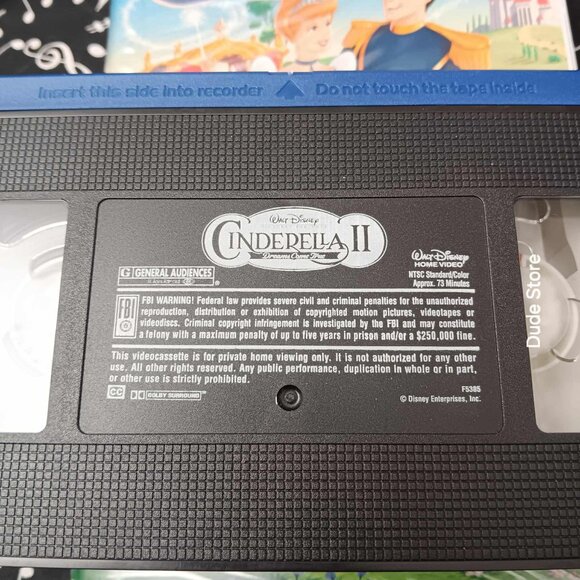 Insert this side into recorder Do not touch the tape inside
Walt Disney
CINDERELLA II
Dreams Come True
G GENERAL AUDIENCES
All Ages Admitted
Walt Disney
HOME VIDEO
NTSC Standard/Color
Approx. 73 Minutes
FBI
FBI WARNING! Federal law provides severe civil and criminal penalties for the unauthorized
reproduction, distribution or exhibition of copyrighted motion pictures, videotapes or
videodiscs. Criminal copyright infringement is investigated by the FBI and may constitute
a felony with a maximum penalty of up to five years in prison and/or a $250,000 fine.
This videocassette is for private home viewing only. It is not authorized for any other
use. All other rights reserved. Any public performance, duplication in whole or in part,
or other use is strictly prohibited.
CC DOLBY SURROUND
F5385
© Disney Enterprises, Inc.
Dude Store